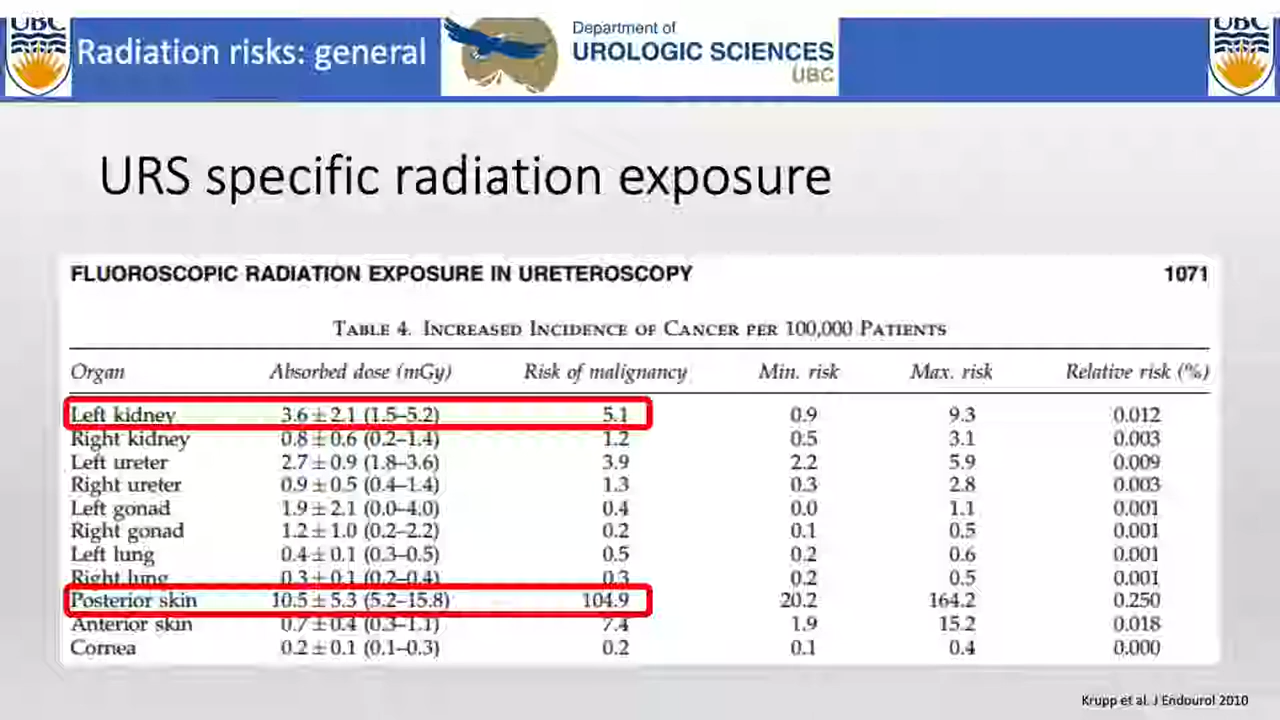 UBC
Radiation risks: general
Department of
UROLOGIC SCIENCES
UBC
UBC
URS specific radiation exposure
FLUOROSCOPIC RADIATION EXPOSURE IN URETEROSCOPY 1071
TABLE 4. INCREASED INCIDENCE OF CANCER PER 100,000 PATIENTS
Organ Absorbed dose (mGy) Risk of malignancy Min. risk Max. risk Relative risk (%)
Left kidney 3.6 ± 2.1 (1.5–5.2) 5.1 0.9 9.3 0.012
Right kidney 0.8 ± 0.6 (0.2–1.4) 1.2 0.5 3.1 0.003
Left ureter 2.7 ± 0.9 (1.8–3.6) 3.9 2.2 5.9 0.009
Right ureter 0.9 ± 0.5 (0.4–1.4) 1.3 0.3 2.8 0.003
Left gonad 1.9 ± 2.1 (0.0–4.0) 0.4 0.0 1.1 0.001
Right gonad 1.2 ± 1.0 (0.2–2.2) 0.2 0.1 0.5 0.001
Left lung 0.4 ± 0.1 (0.3–0.5) 0.5 0.2 0.6 0.001
Right lung 0.3 ± 0.1 (0.2–0.4) 0.3 0.2 0.5 0.001
Posterior skin 10.5 ± 5.3 (5.2–15.8) 104.9 20.2 164.2 0.250
Anterior skin 0.7 ± 0.4 (0.3–1.1) 7.4 1.9 15.2 0.018
Cornea 0.2 ± 0.1 (0.1–0.3) 0.2 0.1 0.4 0.000
Krupp et al. J Endourol 2010